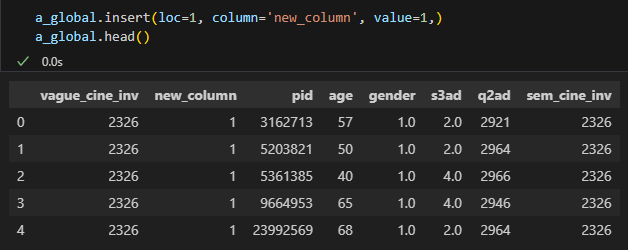 a_global.insert(loc=1, column='new_column', value=1,)
a_global.head()
0.0s
vague_cine_inv new_column pid age gender s3ad q2ad sem_cine_inv
0 2326 1 3162713 57 1.0 2.0 2921 2326
1 2326 1 5203821 50 1.0 2.0 2964 2326
2 2326 1 5361385 40 1.0 4.0 2966 2326
3 2326 1 9664953 65 1.0 4.0 2946 2326
4 2326 1 23992569 68 1.0 2.0 2964 2326